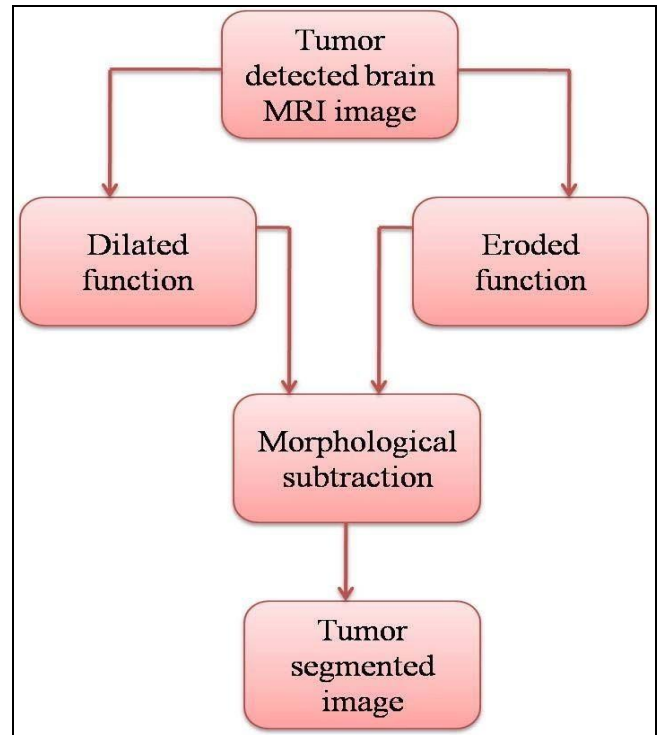 Tumor
detected brain
MRI image
Dilated
function
Eroded
function
Morphological
subtraction
Tumor
segmented
image